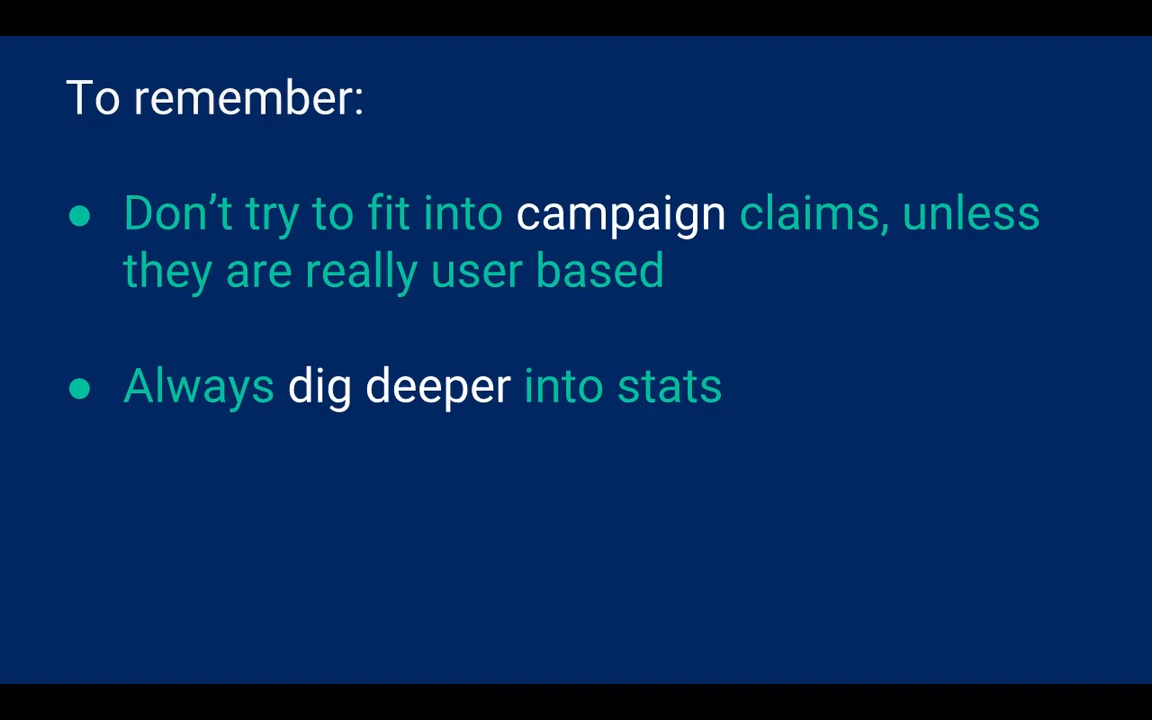 To remember:
● Don’t try to fit into campaign claims, unless
they are really user based
● Always dig deeper into stats